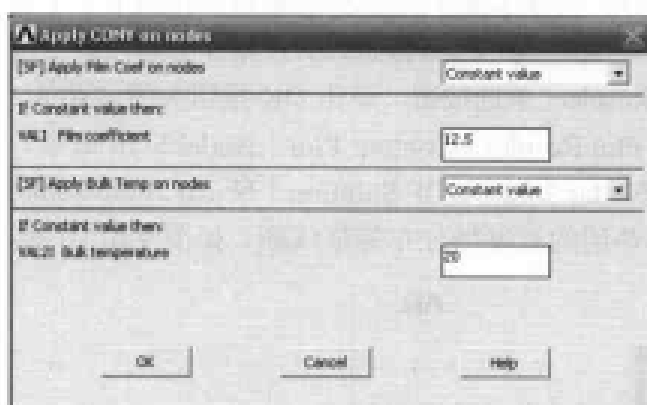 Apply CONV on nodes
[SF] Apply Film Coef on nodes
Constant value
If Constant value then:
VALI Film coefficient
12.5
[SF] Apply Bulk Temp on nodes
Constant value
If Constant value then:
VAL2I Bulk temperature
20
OK
Cancel
Help